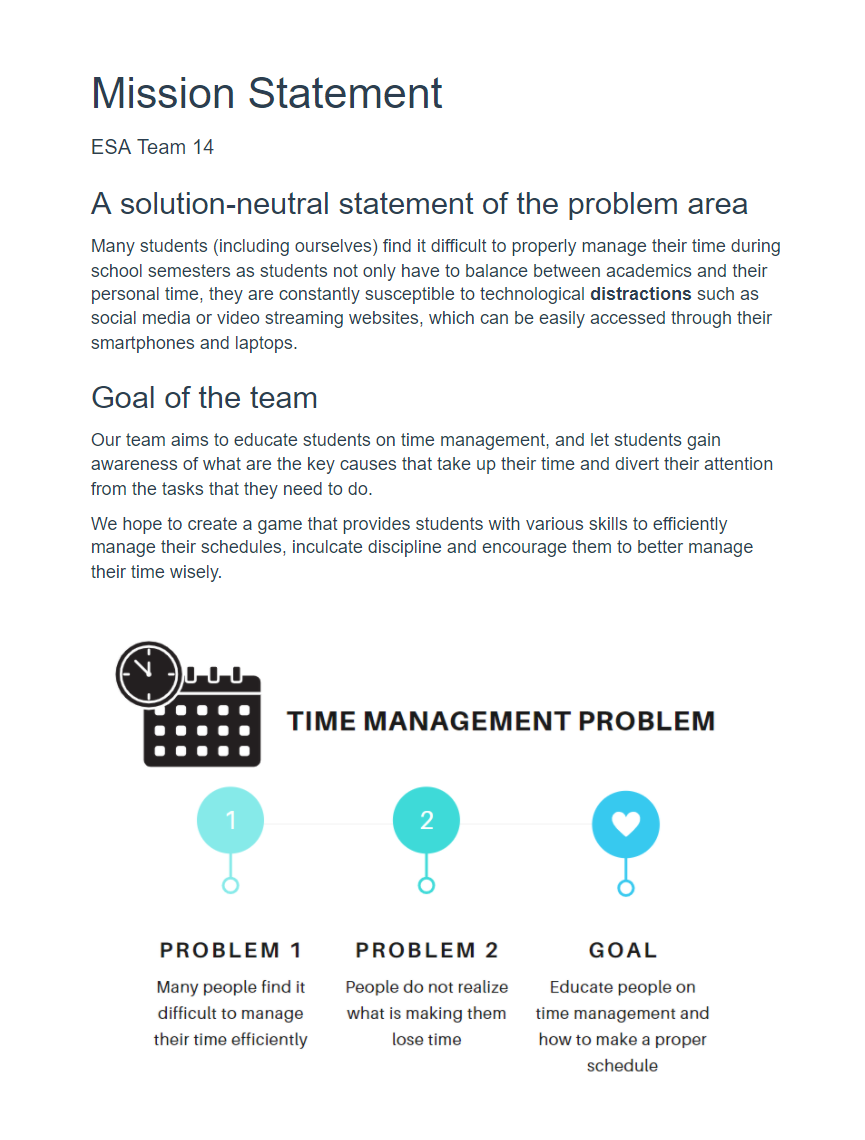 Mission Statement
ESA Team 14
A solution-neutral statement of the problem area
Many students (including ourselves) find it difficult to properly manage their time during
school semesters as students not only have to balance between academics and their
personal time, they are constantly susceptible to technological distractions such as
social media or video streaming websites, which can be easily accessed through their
smartphones and laptops.
Goal of the team
Our team aims to educate students on time management, and let students gain
awareness of what are the key causes that take up their time and divert their attention
from the tasks that they need to do.
We hope to create a game that provides students with various skills to efficiently
manage their schedules, inculcate discipline and encourage them to better manage
their time wisely.
TIME MANAGEMENT PROBLEM
1
2
PROBLEM 1
Many people find it
difficult to manage
their time efficiently
PROBLEM 2
People do not realize
what is making them
lose time
GOAL
Educate people on
time management and
how to make a proper
schedule